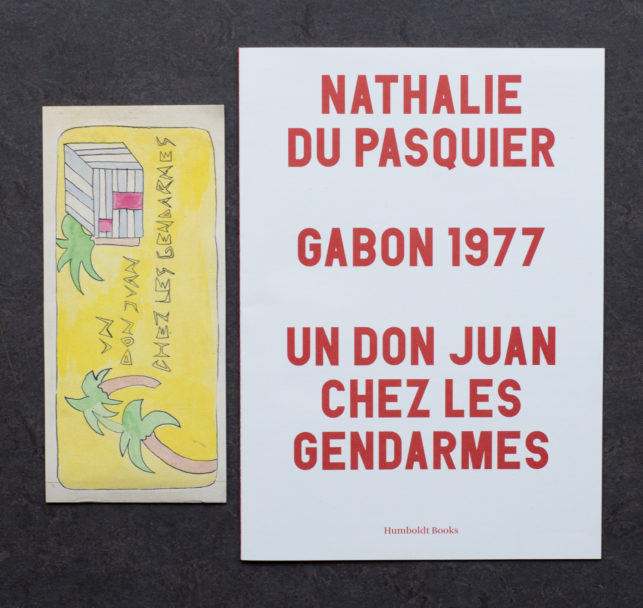 UN
DON JUAN
CHEZ LES GENDARMES
NATHALIE
DU PASQUIER
GABON 1977
UN DON JUAN
CHEZ LES
GENDARMES
Humboldt Books